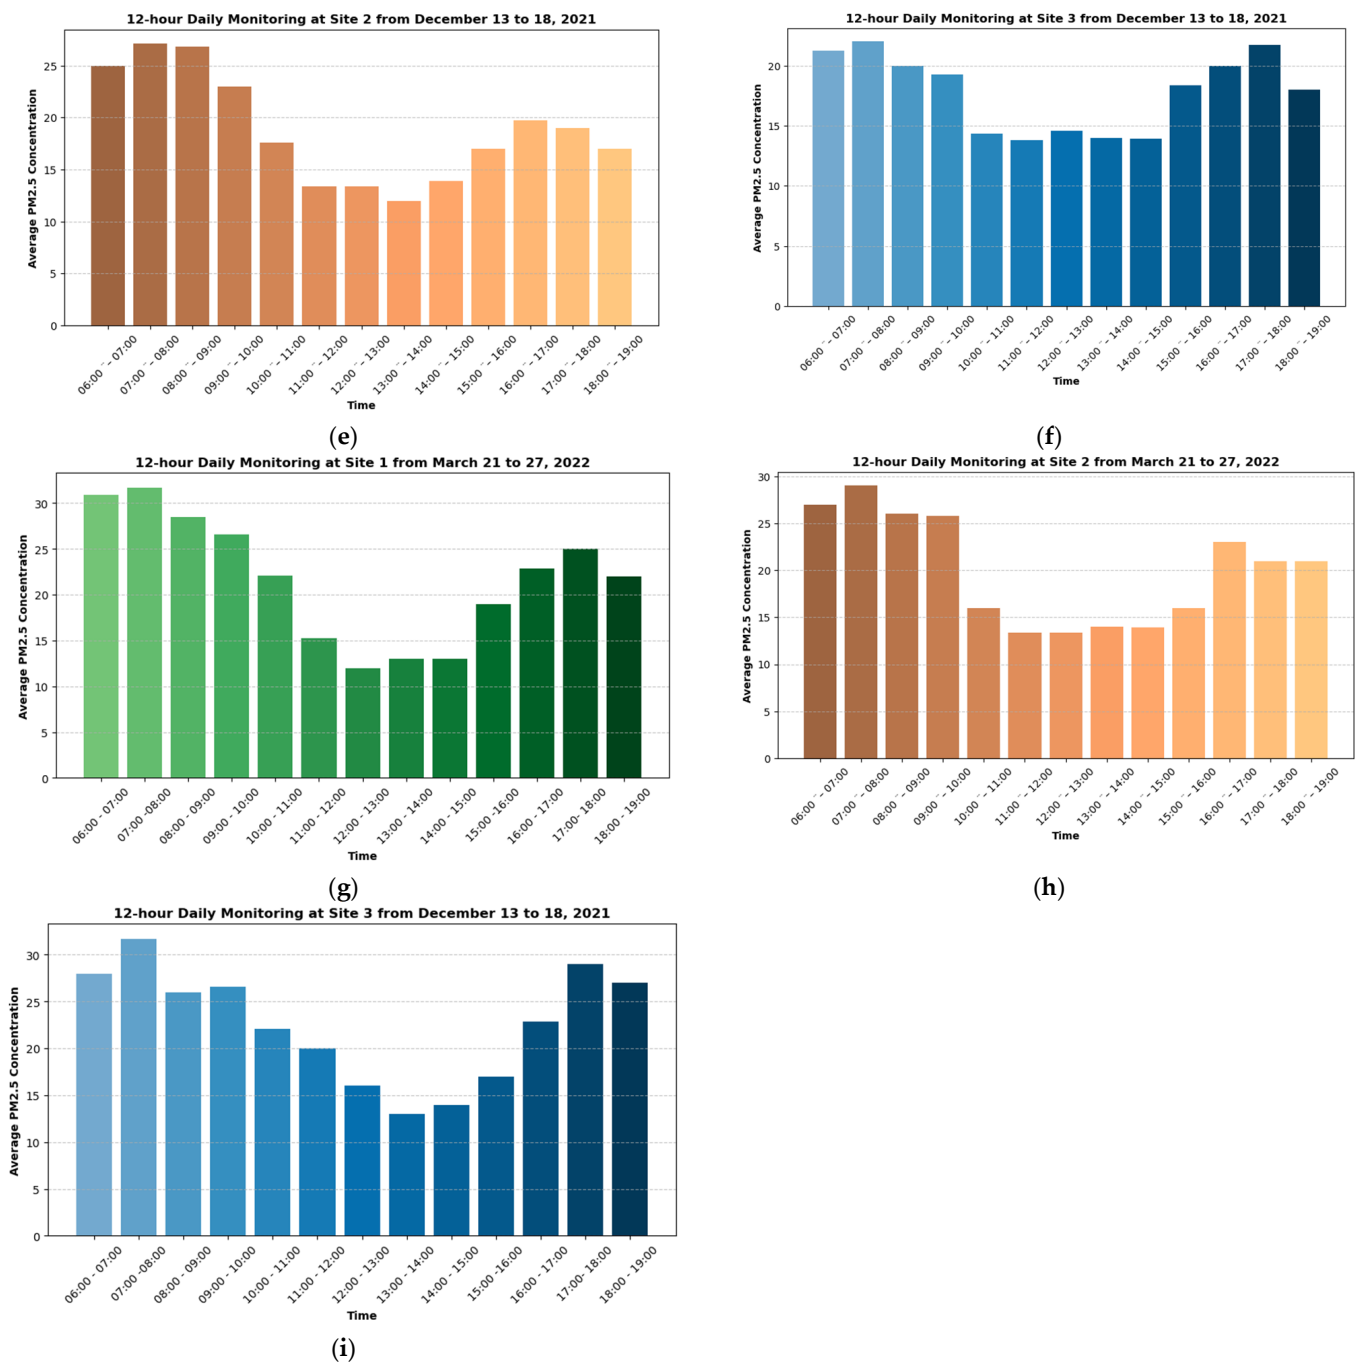 12-hour Daily Monitoring at Site 2 from December 13 to 18, 2021
Average PM2.5 Concentration
25
20
15
10
5
0
06:00 – 07:00
07:00 – 08:00
08:00 – 09:00
09:00 – 10:00
10:00 – 11:00
11:00 – 12:00
12:00 – 13:00
13:00 – 14:00
14:00 – 15:00
15:00 – 16:00
16:00 – 17:00
17:00 – 18:00
18:00 – 19:00
Time
(e)
12-hour Daily Monitoring at Site 3 from December 13 to 18, 2021
Average PM2.5 Concentration
20
15
10
5
0
06:00 – 07:00
07:00 – 08:00
08:00 – 09:00
09:00 – 10:00
10:00 – 11:00
11:00 – 12:00
12:00 – 13:00
13:00 – 14:00
14:00 – 15:00
15:00 – 16:00
16:00 – 17:00
17:00 – 18:00
18:00 – 19:00
Time
(f)
12-hour Daily Monitoring at Site 1 from March 21 to 27, 2022
Average PM2.5 Concentration
30
25
20
15
10
5
0
06:00 - 07:00
07:00 -08:00
08:00 - 09:00
09:00 - 10:00
10:00 - 11:00
11:00 - 12:00
12:00 - 13:00
13:00 - 14:00
14:00 - 15:00
15:00 -16:00
16:00 - 17:00
17:00- 18:00
18:00 - 19:00
Time
(g)
12-hour Daily Monitoring at Site 2 from March 21 to 27, 2022
Average PM2.5 Concentration
30
25
20
15
10
5
0
06:00 – 07:00
07:00 – 08:00
08:00 – 09:00
09:00 – 10:00
10:00 – 11:00
11:00 – 12:00
12:00 – 13:00
13:00 – 14:00
14:00 – 15:00
15:00 – 16:00
16:00 – 17:00
17:00 – 18:00
18:00 – 19:00
Time
(h)
12-hour Daily Monitoring at Site 3 from December 13 to 18, 2021
Average PM2.5 Concentration
30
25
20
15
10
5
0
06:00 - 07:00
07:00 -08:00
08:00 - 09:00
09:00 - 10:00
10:00 - 11:00
11:00 - 12:00
12:00 - 13:00
13:00 - 14:00
14:00 - 15:00
15:00 -16:00
16:00 - 17:00
17:00- 18:00
18:00 - 19:00
Time
(i)